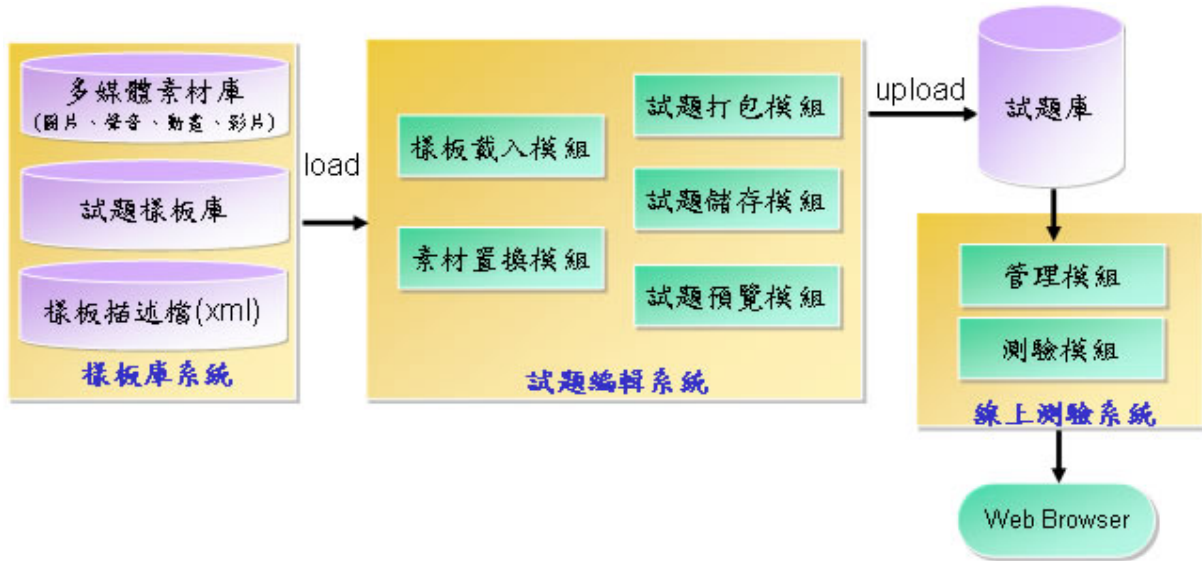 多媒體素材庫
(圖片、聲音、動畫、影片)
試題樣板庫
樣板描述檔(xml)
樣板庫系統
load
樣板載入模組
素材置換模組
試題打包模組
試題儲存模組
試題預覽模組
試題編輯系統
upload
試題庫
管理模組
測驗模組
線上測驗系統
Web Browser